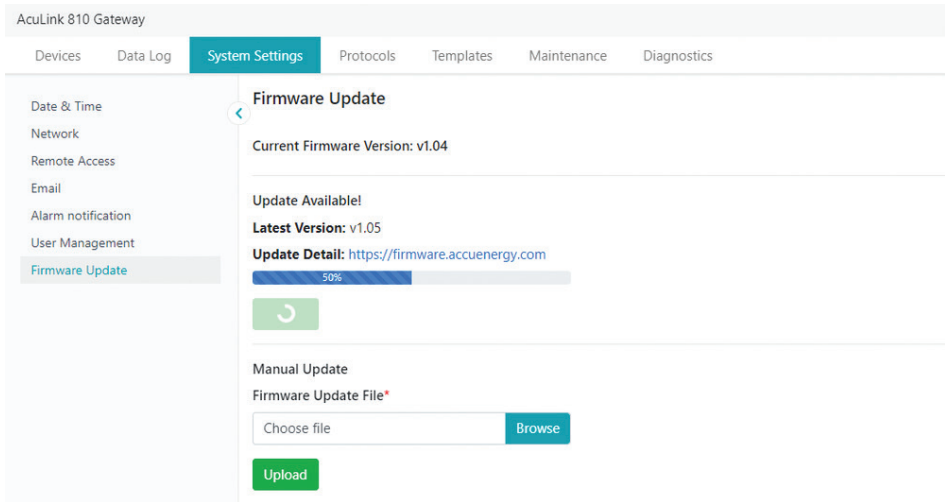 AcuLink 810 Gateway
Devices Data Log System Settings Protocols Templates Maintenance Diagnostics
Date & Time
Network
Remote Access
Email
Alarm notification
User Management
Firmware Update
Firmware Update
Current Firmware Version: v1.04
Update Available!
Latest Version: v1.05
Update Detail: https://firmware.accuenergy.com
50%
Manual Update
Firmware Update File*
Choose file Browse
Upload